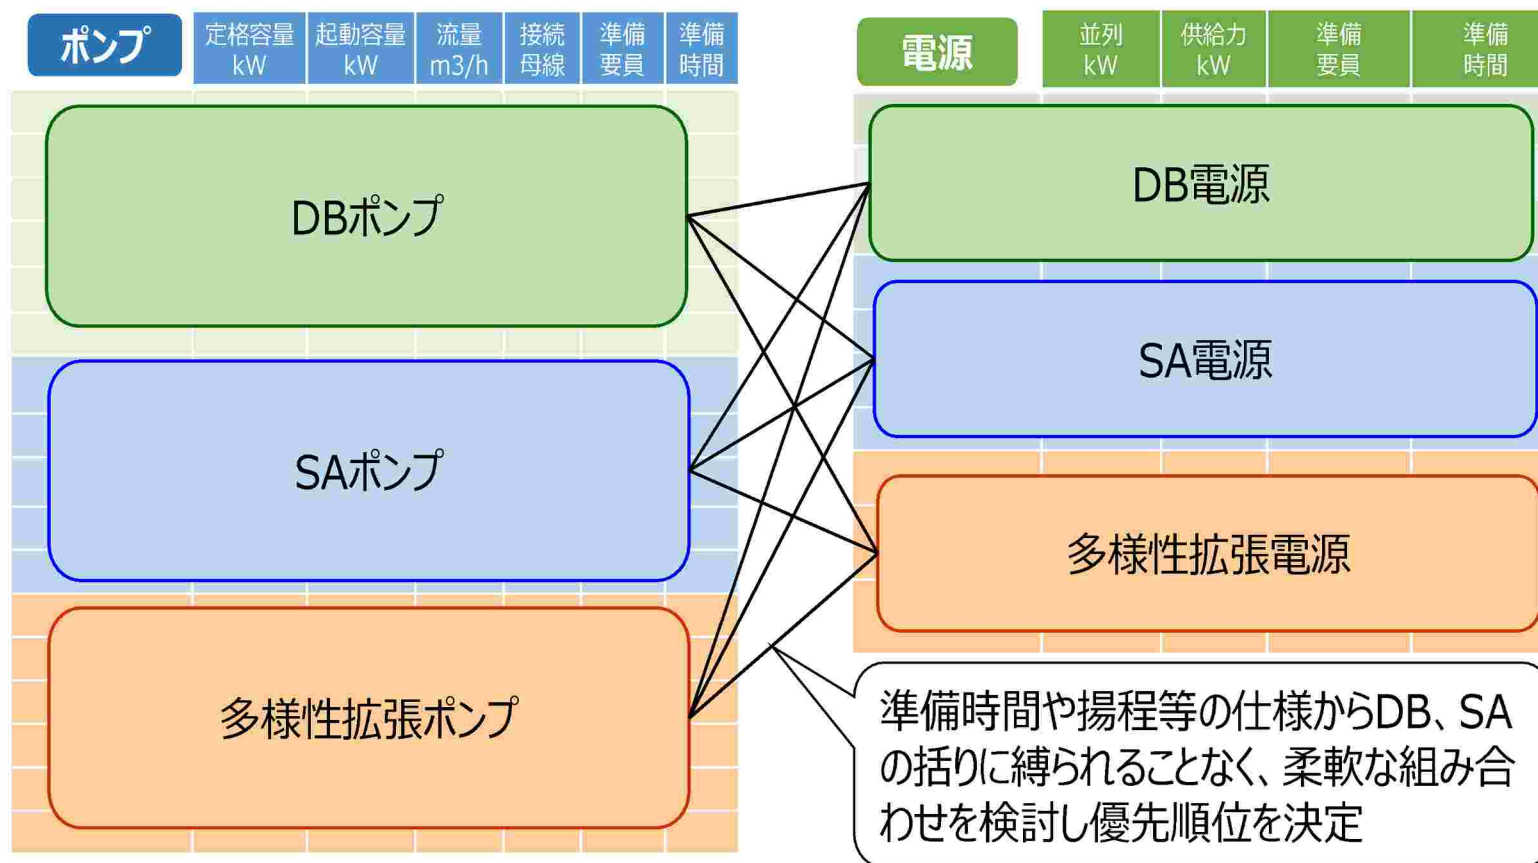 ポンプ
定格容量
kW
起動容量
kW
流量
m3/h
接続
母線
準備
要員
準備
時間
DBポンプ
SAポンプ
多様性拡張ポンプ
電源
並列
kW
供給力
kW
準備
要員
準備
時間
DB電源
SA電源
多様性拡張電源
準備時間や揚程等の仕様からDB、SA
の括りに縛られることなく、柔軟な組み合
わせを検討し優先順位を決定